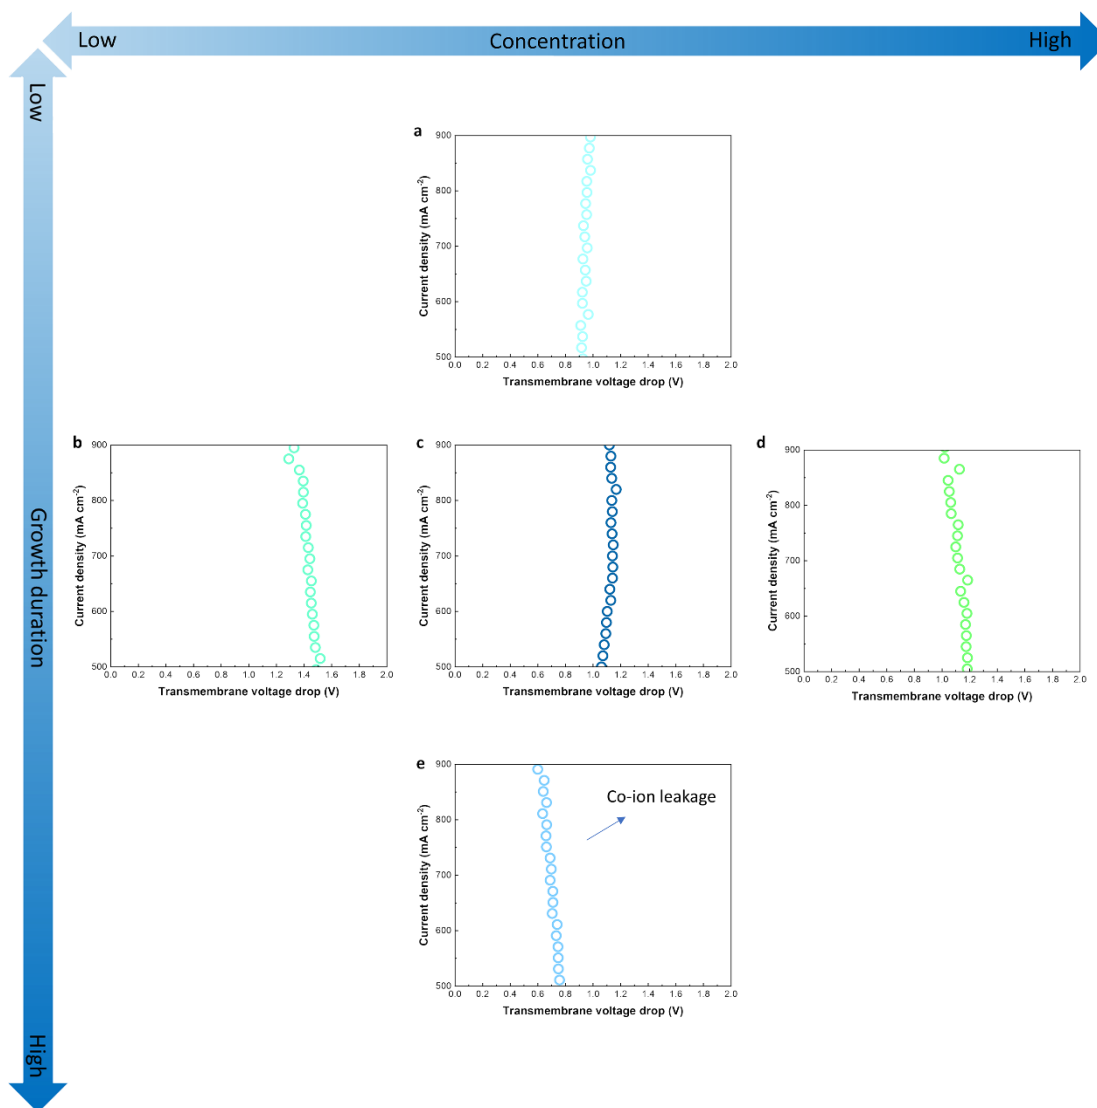 Low Concentration High
Low
Growth duration
High
a
900
800
700
600
500
Current density (mA cm⁻²)
0.0 0.2 0.4 0.6 0.8 1.0 1.2 1.4 1.6 1.8 2.0
Transmembrane voltage drop (V)
b
900
800
700
600
500
Current density (mA cm⁻²)
0.0 0.2 0.4 0.6 0.8 1.0 1.2 1.4 1.6 1.8 2.0
Transmembrane voltage drop (V)
c
900
800
700
600
500
Current density (mA cm⁻²)
0.0 0.2 0.4 0.6 0.8 1.0 1.2 1.4 1.6 1.8 2.0
Transmembrane voltage drop (V)
d
900
800
700
600
500
Current density (mA cm⁻²)
0.0 0.2 0.4 0.6 0.8 1.0 1.2 1.4 1.6 1.8 2.0
Transmembrane voltage drop (V)
e
900
800
700
600
500
Current density (mA cm⁻²)
Co-ion leakage
0.0 0.2 0.4 0.6 0.8 1.0 1.2 1.4 1.6 1.8 2.0
Transmembrane voltage drop (V)